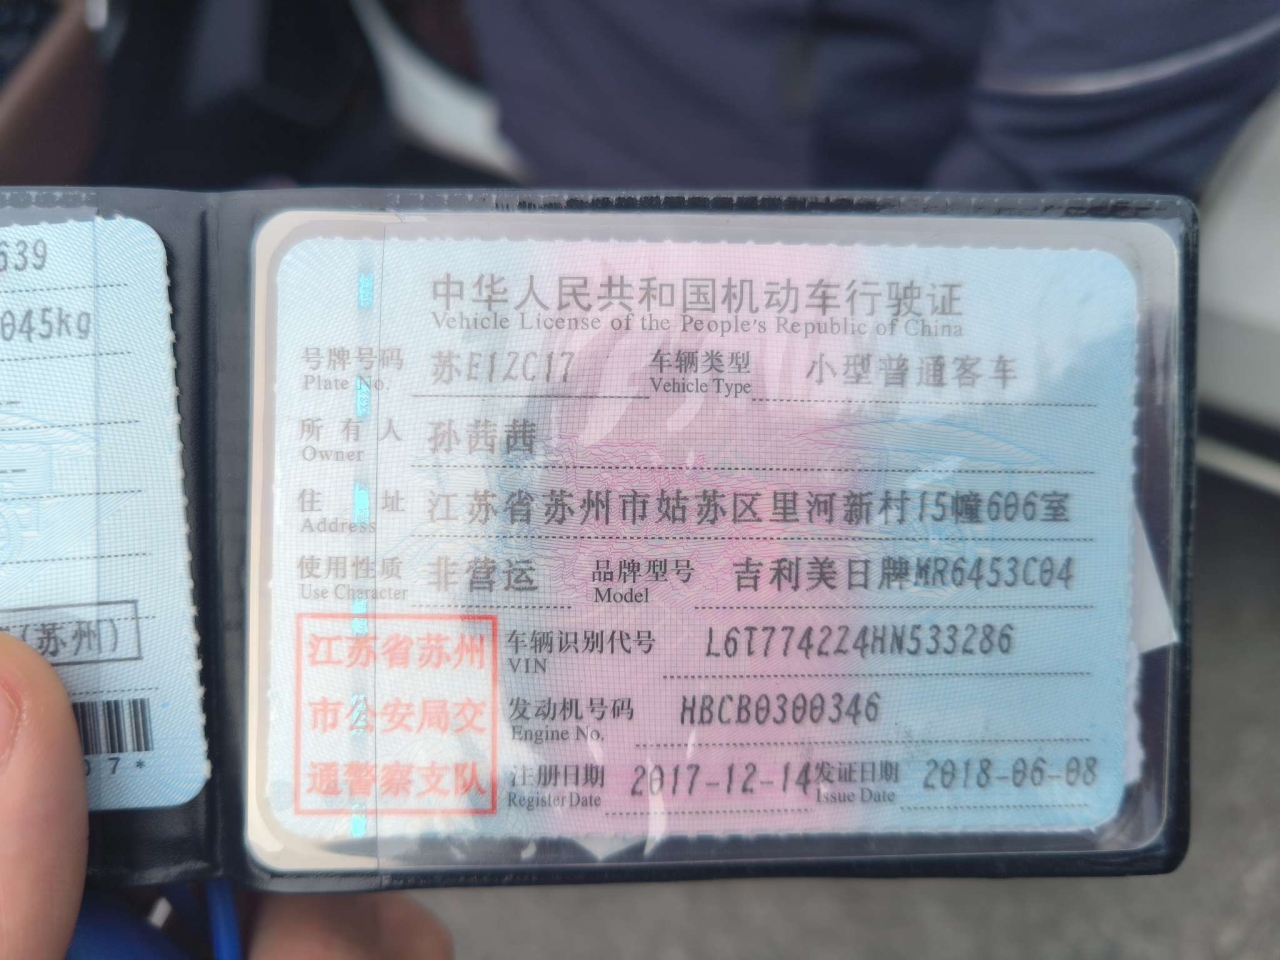 639
045kg
(苏州)
07*
中华人民共和国机动车行驶证
Vehicle License of the People's Republic of China
号牌号码 苏E1ZC17 车辆类型 小型普通客车
Plate No. Vehicle Type
所有人 孙茜茜
Owner
住址 江苏省苏州市姑苏区里河新村15幢606室
Address
使用性质 非营运 品牌型号 吉利美日牌MR6453C04
Use Character Model
江苏省苏州
市公安局交
通警察支队
车辆识别代号 L6T7742Z4HN533286
VIN
发动机号码 HBCB0300346
Engine No.
注册日期 2017-12-14 发证日期 2018-06-08
Register Date Issue Date